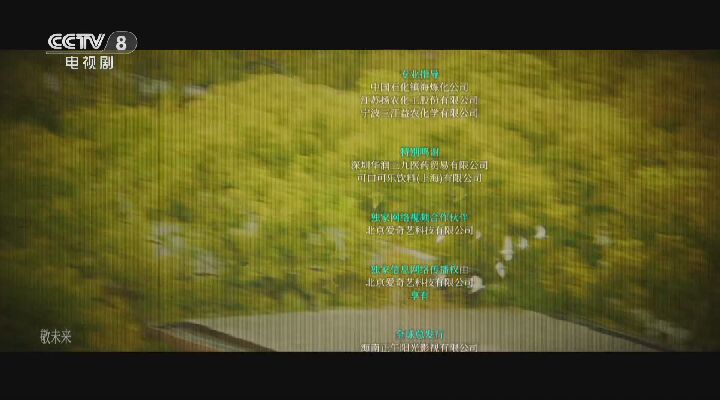 CCTV 8
电视剧
专业指导
中国石化镇海炼化公司
江苏扬农化工股份有限公司
宁波三江益农化学有限公司
特别鸣谢
深圳华润三九医药贸易有限公司
可口可乐饮料(上海)有限公司
独家网络视频合作伙伴
北京爱奇艺科技有限公司
独家信息网络传播权由
北京爱奇艺科技有限公司
享有
全球总发行
海南正午阳光影视有限公司
敬未来